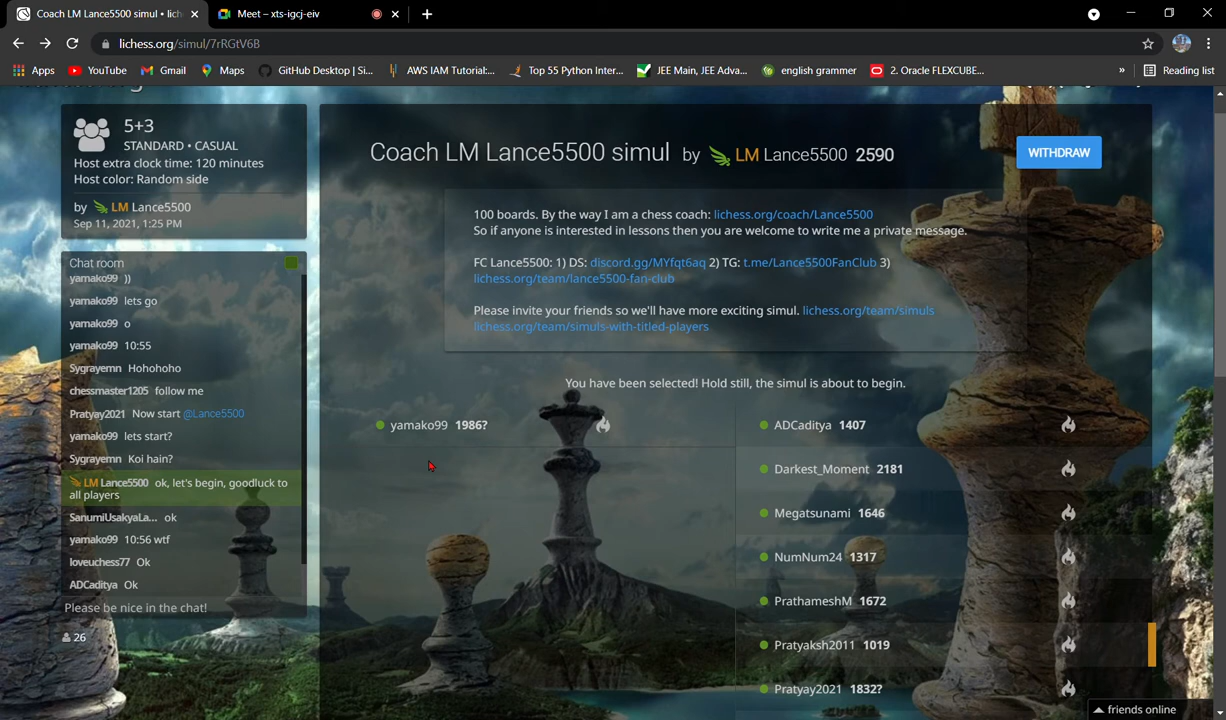 Coach LM Lance5500 simul • lich
Meet – xts-igcj-eiv
lichess.org/simul/7rRGtV6B
Apps
YouTube
Gmail
Maps
GitHub Desktop | Si...
AWS IAM Tutorial:...
Top 55 Python Inter...
JEE Main, JEE Adva...
english grammer
2. Oracle FLEXCUBE...
»
Reading list
5+3
STANDARD • CASUAL
Host extra clock time: 120 minutes
Host color: Random side
by LM Lance5500
Sep 11, 2021, 1:25 PM
Chat room
yamako99 ))
yamako99 lets go
yamako99 o
yamako99 10:55
Sygrayemn Hohohoho
chessmaster1205 follow me
Pratyay2021 Now start @Lance5500
yamako99 lets start?
Sygrayemn Koi hain?
LM Lance5500 ok, let's begin, goodluck to
all players
SanumiUsakyaLa... ok
yamako99 10:56 wtf
loveuchess77 Ok
ADCaditya Ok
Please be nice in the chat!
26
Coach LM Lance5500 simul by LM Lance5500 2590
WITHDRAW
100 boards. By the way I am a chess coach: lichess.org/coach/Lance5500
So if anyone is interested in lessons then you are welcome to write me a private message.
FC Lance5500: 1) DS: discord.gg/MYfqt6aq 2) TG: t.me/Lance5500FanClub 3)
lichess.org/team/lance5500-fan-club
Please invite your friends so we'll have more exciting simul. lichess.org/team/simuls
lichess.org/team/simuls-with-titled-players
You have been selected! Hold still, the simul is about to begin.
yamako99 1986?
ADCaditya 1407
Darkest_Moment 2181
Megatsunami 1646
NumNum24 1317
PrathameshM 1672
Pratyaksh2011 1019
Pratyay2021 1832?
friends online